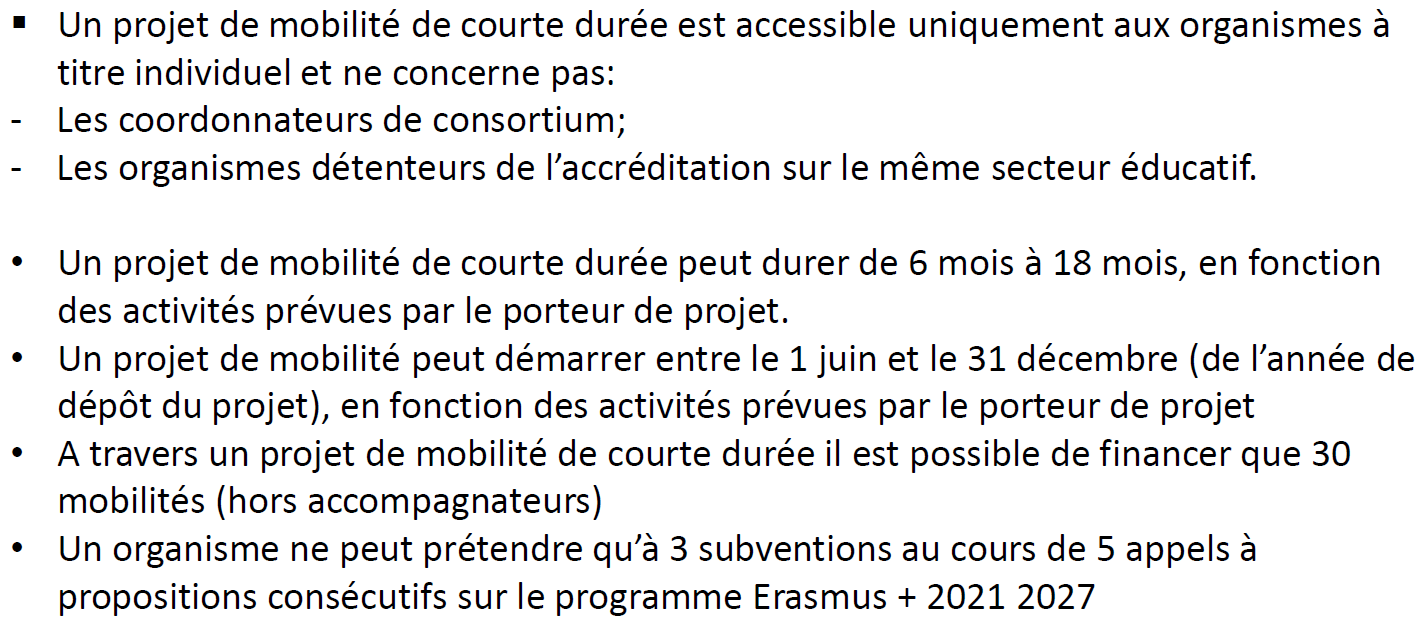 ▪ Un projet de mobilité de courte durée est accessible uniquement aux organismes à
titre individuel et ne concerne pas:
- Les coordonnateurs de consortium;
- Les organismes détenteurs de l’accréditation sur le même secteur éducatif.
• Un projet de mobilité de courte durée peut durer de 6 mois à 18 mois, en fonction
des activités prévues par le porteur de projet.
• Un projet de mobilité peut démarrer entre le 1 juin et le 31 décembre (de l’année de
dépôt du projet), en fonction des activités prévues par le porteur de projet
• A travers un projet de mobilité de courte durée il est possible de financer que 30
mobilités (hors accompagnateurs)
• Un organisme ne peut prétendre qu’à 3 subventions au cours de 5 appels à
propositions consécutifs sur le programme Erasmus + 2021 2027